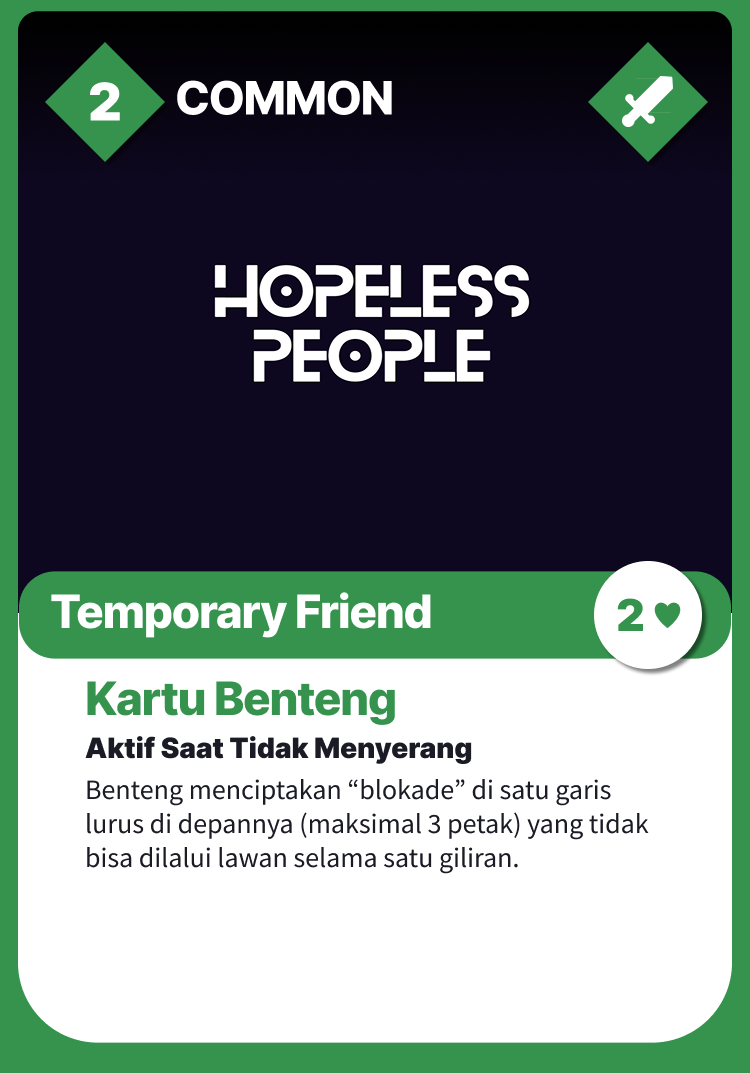 2 COMMON
HOPELESS
PEOPLE
Temporary Friend
2
Kartu Benteng
Aktif Saat Tidak Menyerang
Benteng menciptakan “blokade” di satu garis
lurus di depannya (maksimal 3 petak) yang tidak
bisa dilalui lawan selama satu giliran.